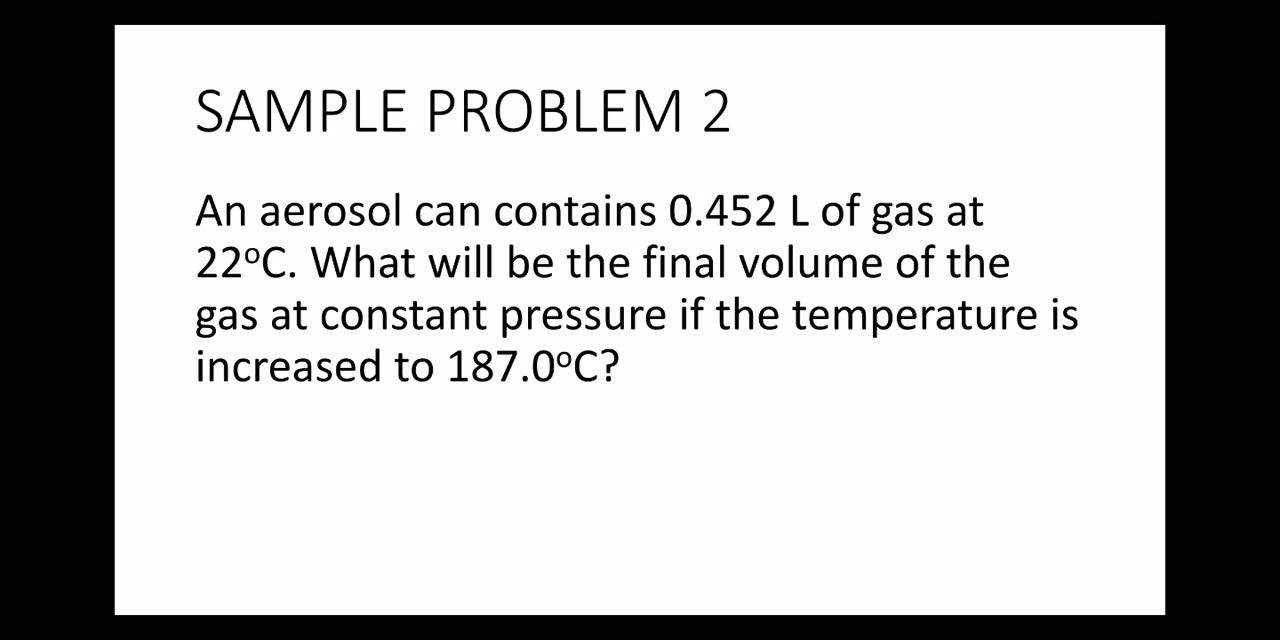 SAMPLE PROBLEM 2
An aerosol can contains 0.452 L of gas at
22ºC. What will be the final volume of the
gas at constant pressure if the temperature is
increased to 187.0ºC?